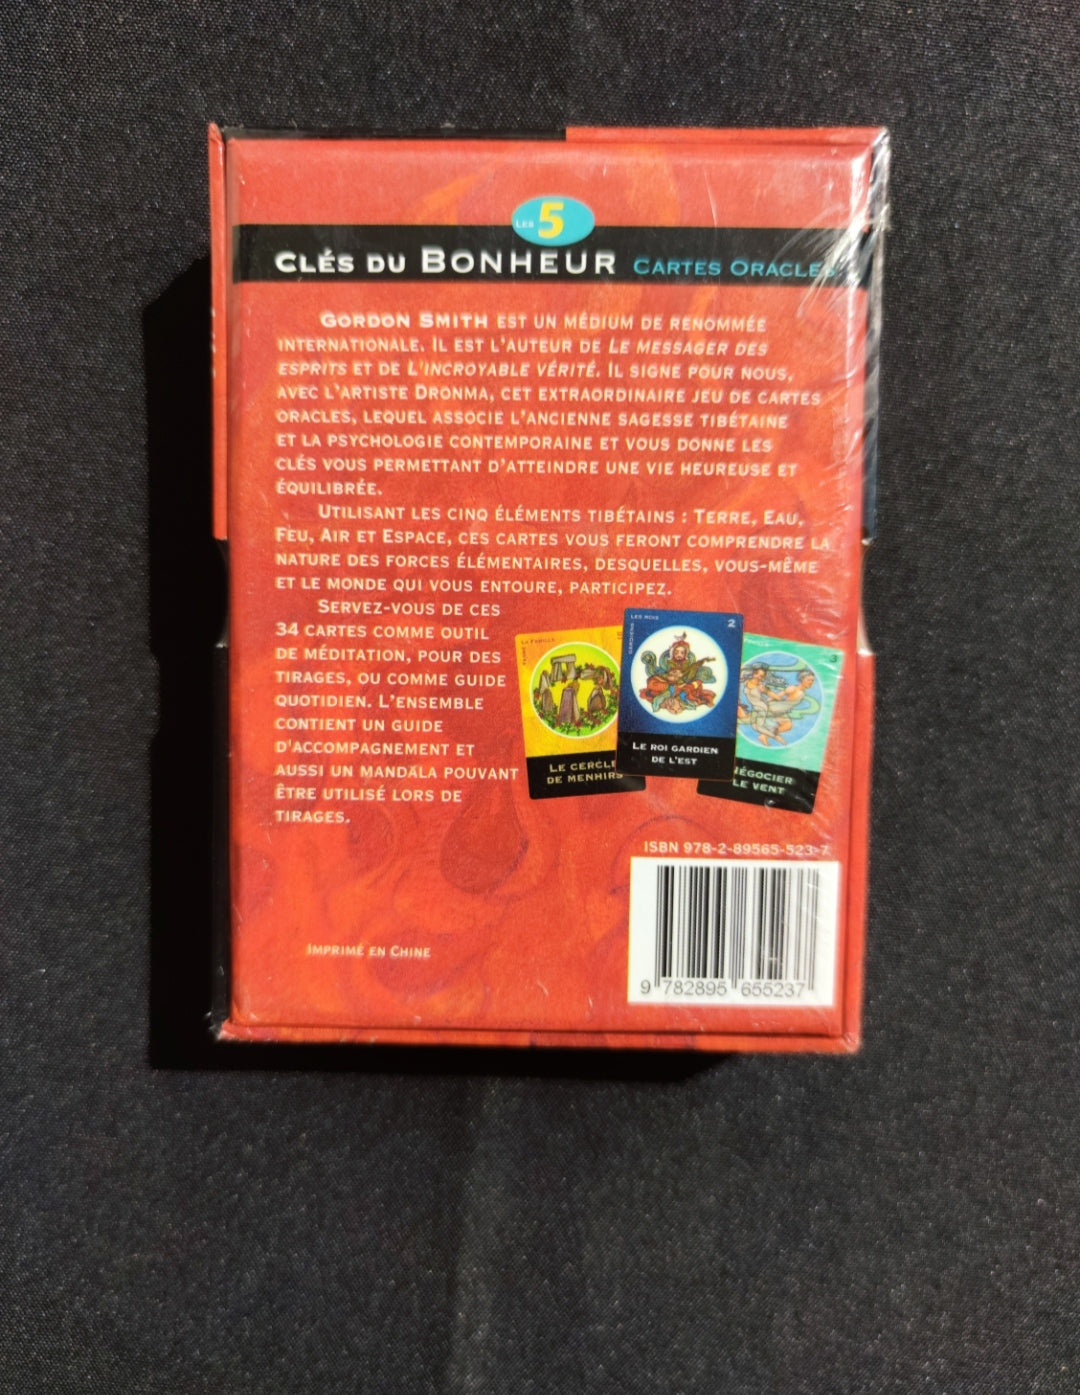 Les 5
Clés du Bonheur Cartes Oracles
Gordon Smith est un médium de renommée
internationale. Il est l'auteur de Le messager des
esprits et de L'incroyable vérité. Il signe pour nous,
avec l'artiste Dronma, cet extraordinaire jeu de cartes
oracles, lequel associe l'ancienne sagesse tibétaine
et la psychologie contemporaine et vous donne les
clés vous permettant d'atteindre une vie heureuse et
équilibrée.
Utilisant les cinq éléments tibétains : Terre, Eau,
Feu, Air et Espace, ces cartes vous feront comprendre la
nature des forces élémentaires, desquelles, vous-même
et le monde qui vous entoure, participez.
Servez-vous de ces
34 cartes comme outil
de méditation, pour des
tirages, ou comme guide
quotidien. L'ensemble
contient un guide
d'accompagnement et
aussi un mandala pouvant
être utilisé lors de
tirages.
La Famille
Le cercle
de menhirs
Les Rois
Gardiens
2
Le roi gardien
de l'est
3
Négocier
le vent
ISBN 978-2-89565-523-7
9 782895 655237
Imprimé en Chine